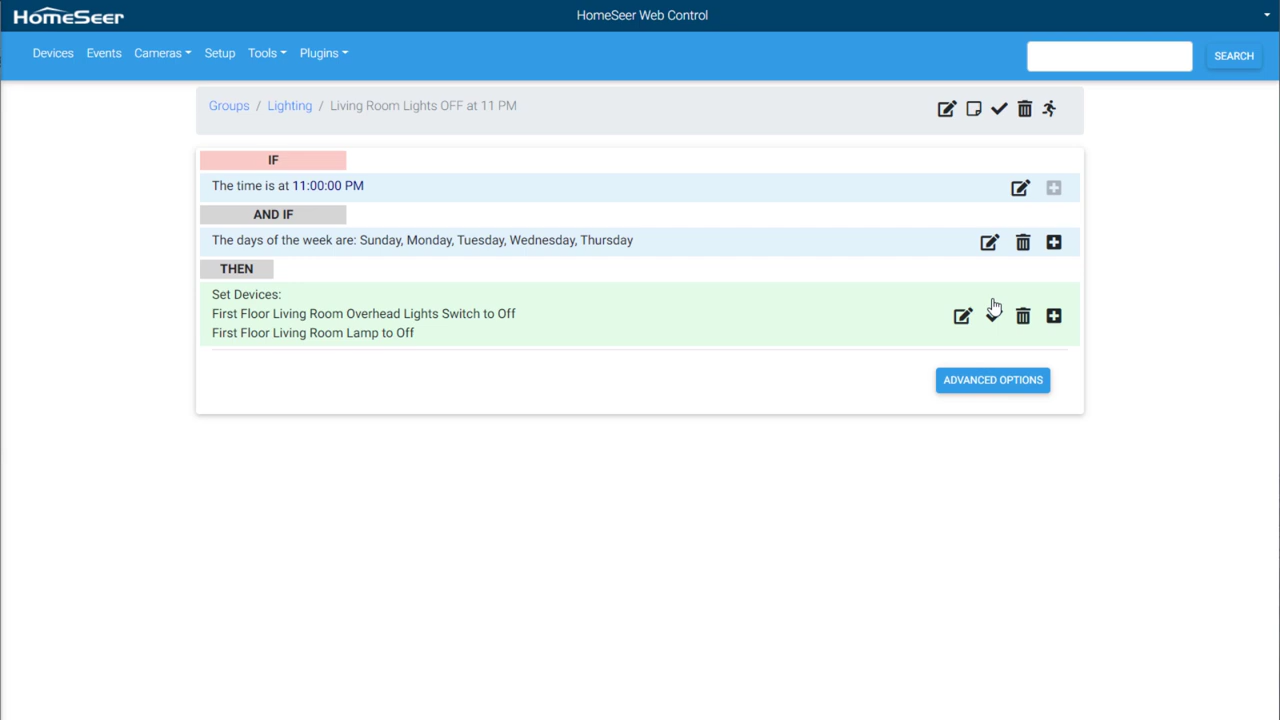 HomeSeer
HomeSeer Web Control
Devices Events Cameras Setup Tools Plugins SEARCH
Groups / Lighting / Living Room Lights OFF at 11 PM
IF
The time is at 11:00:00 PM
AND IF
The days of the week are: Sunday, Monday, Tuesday, Wednesday, Thursday
THEN
Set Devices:
First Floor Living Room Overhead Lights Switch to Off
First Floor Living Room Lamp to Off
ADVANCED OPTIONS